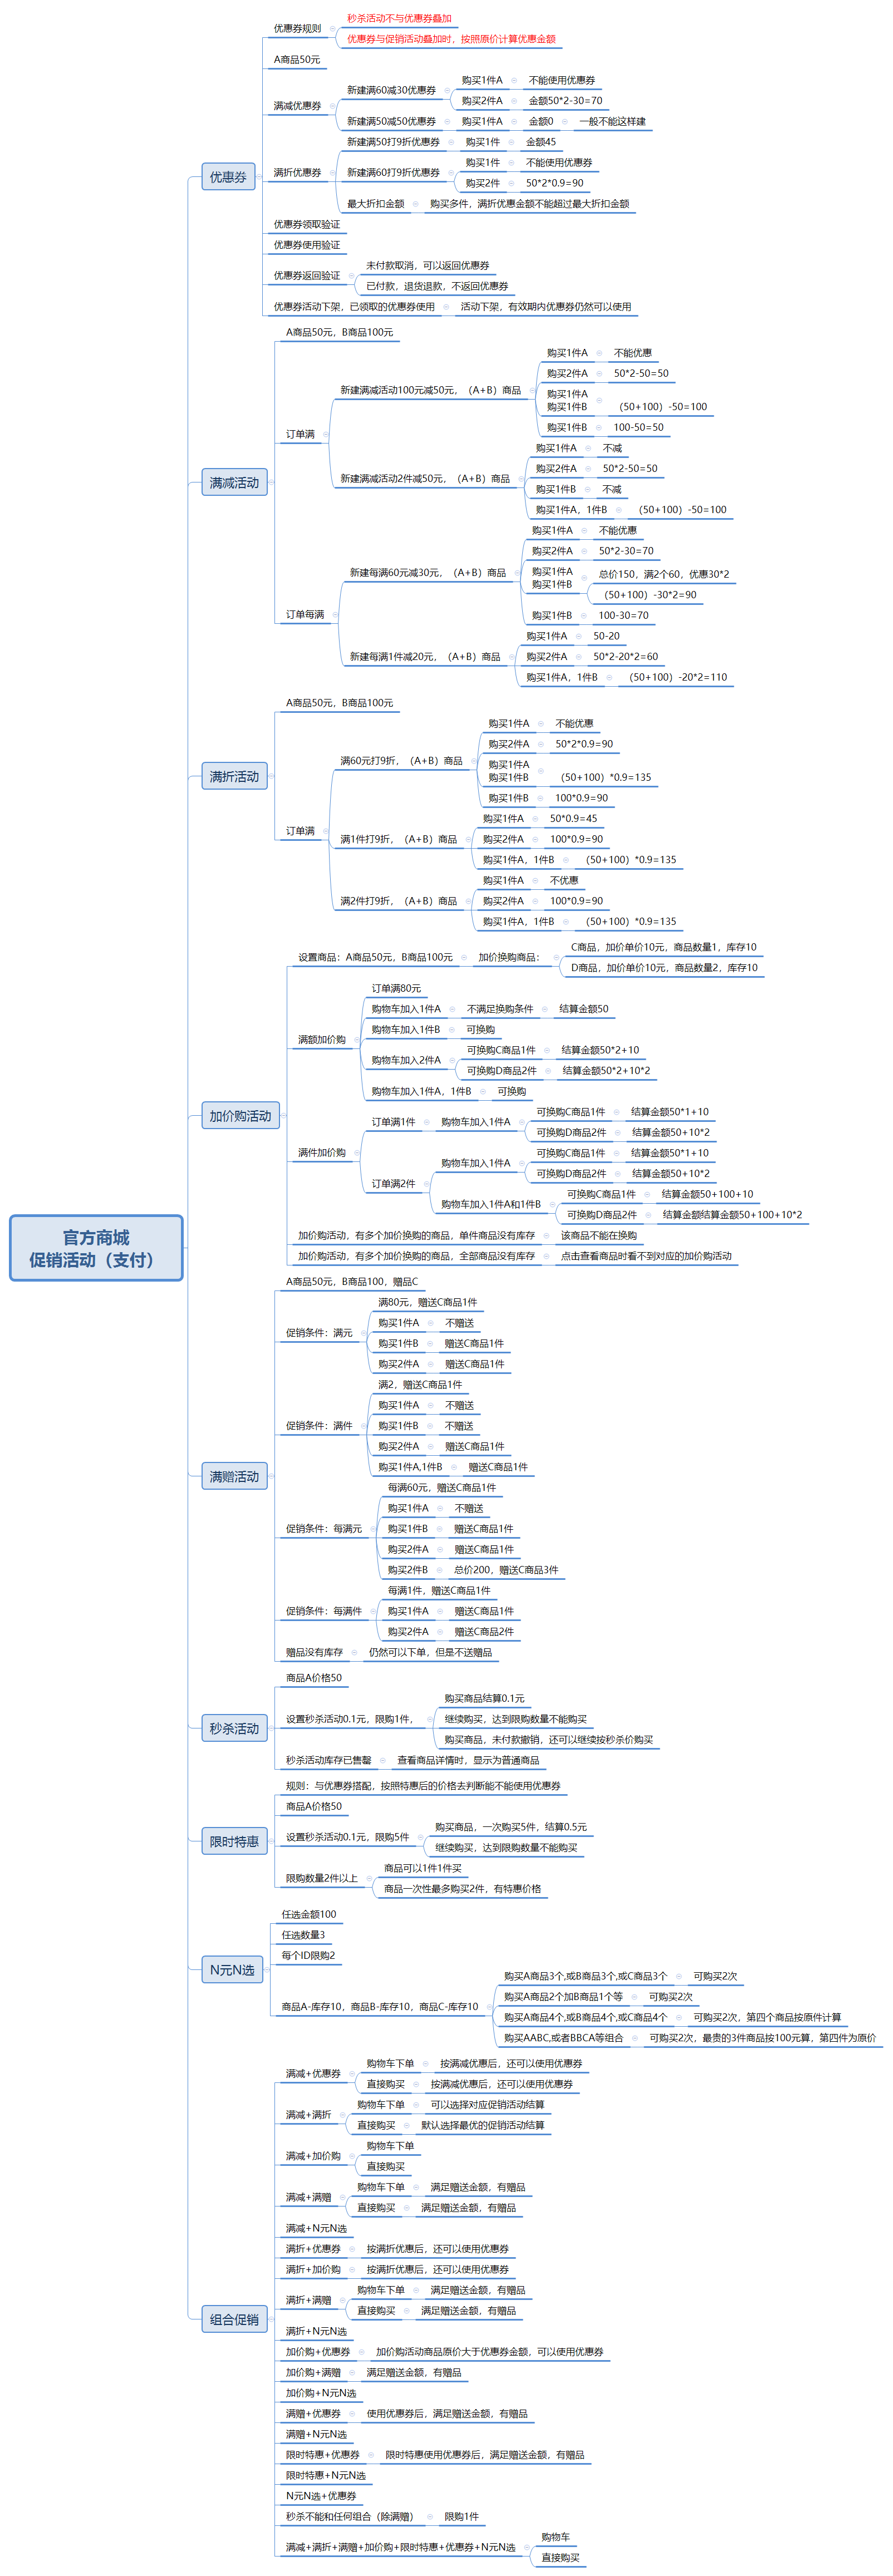 官方商城
促销活动（支付）
优惠券
优惠券规则
秒杀活动不与优惠券叠加
优惠券与促销活动叠加时，按照原价计算优惠金额
A商品50元
满减优惠券
新建满60减30优惠券
购买1件A
不能使用优惠券
购买2件A
金额50*2-30=70
新建满50减50优惠券
购买1件A
金额0
一般不能这样建
满折优惠券
新建满50打9折优惠券
购买1件
金额45
新建满60打9折优惠券
购买1件
不能使用优惠券
购买2件
50*2*0.9=90
最大折扣金额
购买多件，满折优惠金额不能超过最大折扣金额
优惠券领取验证
优惠券使用验证
优惠券返回验证
未付款取消，可以返回优惠券
已付款，退货退款，不返回优惠券
优惠券活动下架，已领取的优惠券使用
活动下架，有效期内优惠券仍然可以使用
满减活动
A商品50元，B商品100元
订单满
新建满减活动100元减50元，（A+B）商品
购买1件A
不能优惠
购买2件A
50*2-50=50
购买1件A
购买1件B
（50+100）-50=100
购买1件B
100-50=50
新建满减活动2件减50元，（A+B）商品
购买1件A
不减
购买2件A
50*2-50=50
购买1件B
不减
购买1件A，1件B
（50+100）-50=100
订单每满
新建每满60元减30元，（A+B）商品
购买1件A
不能优惠
购买2件A
50*2-30=70
购买1件A
购买1件B
总价150，满2个60，优惠30*2
（50+100）-30*2=90
购买1件B
100-30=70
新建每满1件减20元，（A+B）商品
购买1件A
50-20
购买2件A
50*2-20*2=60
购买1件A，1件B
（50+100）-20*2=110
满折活动
A商品50元，B商品100元
订单满
满60元打9折，（A+B）商品
购买1件A
不能优惠
购买2件A
50*2*0.9=90
购买1件A
购买1件B
（50+100）*0.9=135
购买1件B
100*0.9=90
满1件打9折，（A+B）商品
购买1件A
50*0.9=45
购买2件A
100*0.9=90
购买1件A，1件B
（50+100）*0.9=135
满2件打9折，（A+B）商品
购买1件A
不优惠
购买2件A
100*0.9=90
购买1件A，1件B
（50+100）*0.9=135
加价购活动
设置商品：A商品50元，B商品100元
加价换购商品：
C商品，加价单价10元，商品数量1，库存10
D商品，加价单价10元，商品数量2，库存10
满额加价购
订单满80元
购物车加入1件A
不满足换购条件
结算金额50
购物车加入1件B
可换购
购物车加入2件A
可换购C商品1件
结算金额50*2+10
可换购D商品2件
结算金额50*2+10*2
购物车加入1件A，1件B
可换购
满件加价购
订单满1件
购物车加入1件A
可换购C商品1件
结算金额50*1+10
可换购D商品2件
结算金额50+10*2
订单满2件
购物车加入1件A
可换购C商品1件
结算金额50*1+10
可换购D商品2件
结算金额50+10*2
购物车加入1件A和1件B
可换购C商品1件
结算金额50+100+10
可换购D商品2件
结算金额结算金额50+100+10*2
加价购活动，有多个加价换购的商品，单件商品没有库存
该商品不能在换购
加价购活动，有多个加价换购的商品，全部商品没有库存
点击查看商品时看不到对应的加价购活动
满赠活动
A商品50元，B商品100，赠品C
促销条件：满元
满80元，赠送C商品1件
购买1件A
不赠送
购买1件B
赠送C商品1件
购买2件A
赠送C商品1件
促销条件：满件
满2，赠送C商品1件
购买1件A
不赠送
购买1件B
不赠送
购买2件A
赠送C商品1件
购买1件A,1件B
赠送C商品1件
促销条件：每满元
每满60元，赠送C商品1件
购买1件A
不赠送
购买1件B
赠送C商品1件
购买2件A
赠送C商品1件
购买2件B
总价200，赠送C商品3件
促销条件：每满件
每满1件，赠送C商品1件
购买1件A
赠送C商品1件
购买2件A
赠送C商品2件
赠品没有库存
仍然可以下单，但是不送赠品
秒杀活动
商品A价格50
设置秒杀活动0.1元，限购1件，
购买商品结算0.1元
继续购买，达到限购数量不能购买
购买商品，未付款撤销，还可以继续按秒杀价购买
秒杀活动库存已售罄
查看商品详情时，显示为普通商品
限时特惠
规则：与优惠券搭配，按照特惠后的价格去判断能不能使用优惠券
商品A价格50
设置秒杀活动0.1元，限购5件
购买商品，一次购买5件，结算0.5元
继续购买，达到限购数量不能购买
限购数量2件以上
商品可以1件1件买
商品一次性最多购买2件，有特惠价格
N元N选
任选金额100
任选数量3
每个ID限购2
商品A-库存10，商品B-库存10，商品C-库存10
购买A商品3个,或B商品3个,或C商品3个
可购买2次
购买A商品2个加B商品1个等
可购买2次
购买A商品4个,或B商品4个,或C商品4个
可购买2次，第四个商品按原件计算
购买AABC,或者BBCA等组合
可购买2次，最贵的3件商品按100元算，第四件为原价
组合促销
满减+优惠券
购物车下单
按满减优惠后，还可以使用优惠券
直接购买
按满减优惠后，还可以使用优惠券
满减+满折
购物车下单
可以选择对应促销活动结算
直接购买
默认选择最优的促销活动结算
满减+加价购
购物车下单
直接购买
满减+满赠
购物车下单
满足赠送金额，有赠品
直接购买
满足赠送金额，有赠品
满减+N元N选
满折+优惠券
按满折优惠后，还可以使用优惠券
满折+加价购
按满折优惠后，还可以使用优惠券
满折+满赠
购物车下单
满足赠送金额，有赠品
直接购买
满足赠送金额，有赠品
满折+N元N选
加价购+优惠券
加价购活动商品原价大于优惠券金额，可以使用优惠券
加价购+满赠
满足赠送金额，有赠品
加价购+N元N选
满赠+优惠券
使用优惠券后，满足赠送金额，有赠品
满赠+N元N选
限时特惠+优惠券
限时特惠使用优惠券后，满足赠送金额，有赠品
限时特惠+N元N选
N元N选+优惠券
秒杀不能和任何组合（除满赠）
限购1件
满减+满折+满赠+加价购+限时特惠+优惠券+N元N选
购物车
直接购买